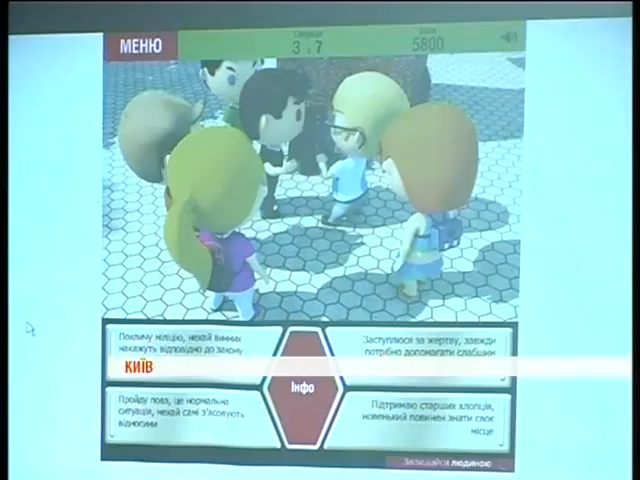 МЕНЮ
Ситуація
3 з 7
5800
Покличу міліцію, нехай винних
накажуть відповідно до закону
Заступлюся за жертву, завжди
потрібно допомагати слабшим
КИЇВ
Інфо
Пройду повз, це нормальна
ситуація, нехай самі з'ясовують
відносини
Підтримаю старших хлопців,
новенький повинен знати своє
місце
Залишайся людиною